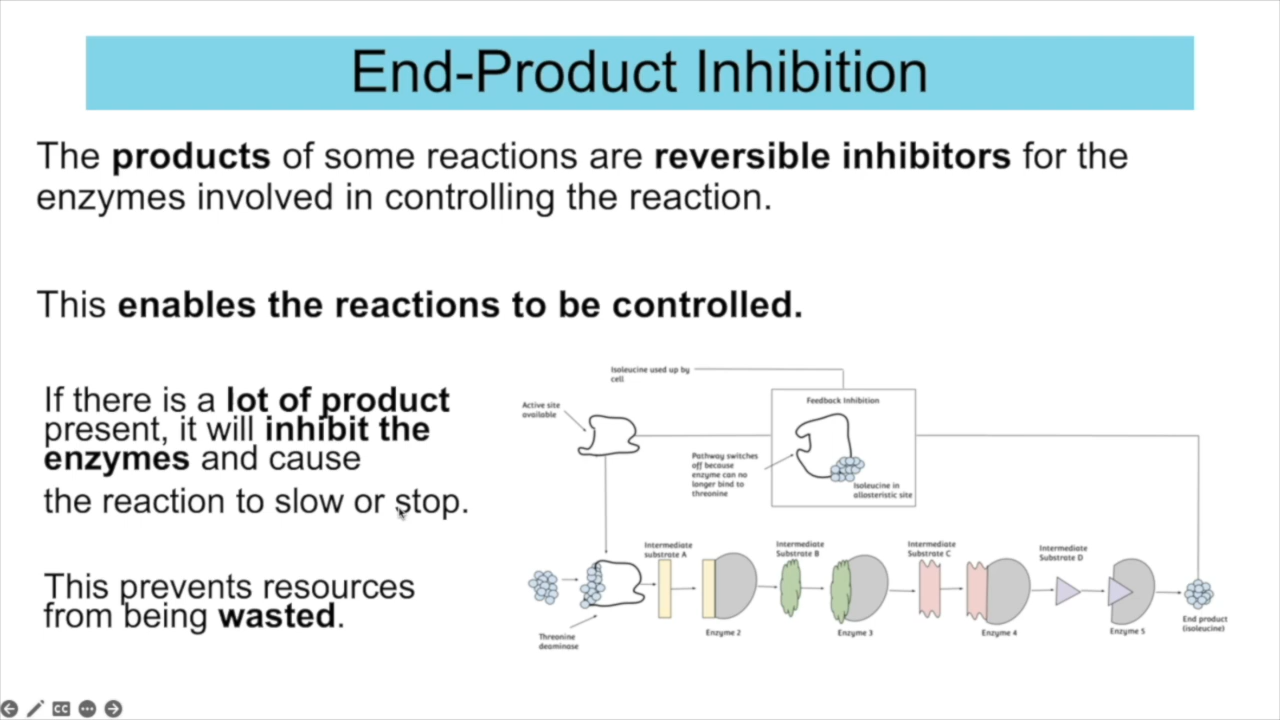 End-Product Inhibition
The products of some reactions are reversible inhibitors for the
enzymes involved in controlling the reaction.
This enables the reactions to be controlled.
If there is a lot of product
present, it will inhibit the
enzymes and cause
the reaction to slow or stop.
This prevents resources
from being wasted.
Isoleucine used up by
cell
Active site
available
Feedback Inhibition
Pathway switches
off because
enzyme can no
longer bind to
threonine
Isoleucine in
allosteristic site
Intermediate
substrate A
Intermediate
Substrate B
Intermediate
Substrate C
Intermediate
Substrate D
Threonine
deaminase
Enzyme 2
Enzyme 3
Enzyme 4
Enzyme 5
End product
(isoleucine)
CC